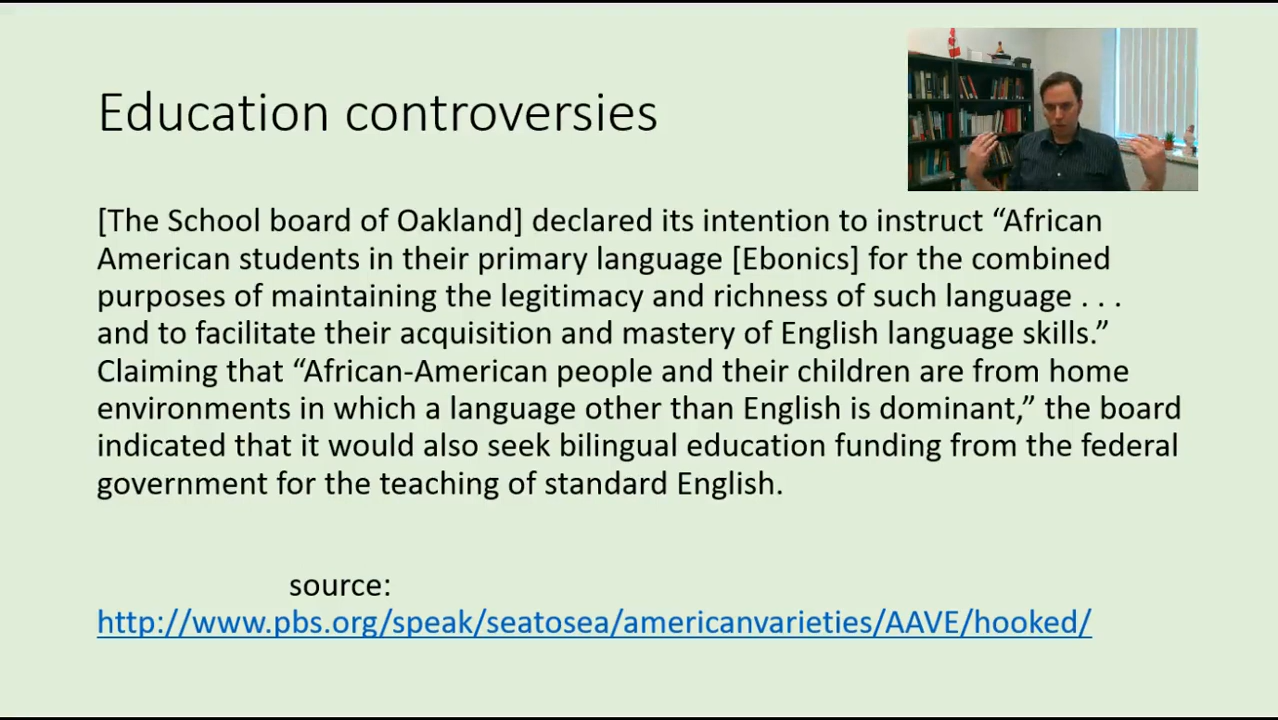 Education controversies
[The School board of Oakland] declared its intention to instruct “African
American students in their primary language [Ebonics] for the combined
purposes of maintaining the legitimacy and richness of such language . . .
and to facilitate their acquisition and mastery of English language skills.”
Claiming that “African-American people and their children are from home
environments in which a language other than English is dominant,” the board
indicated that it would also seek bilingual education funding from the federal
government for the teaching of standard English.
source:
http://www.pbs.org/speak/seatosea/americanvarieties/AAVE/hooked/